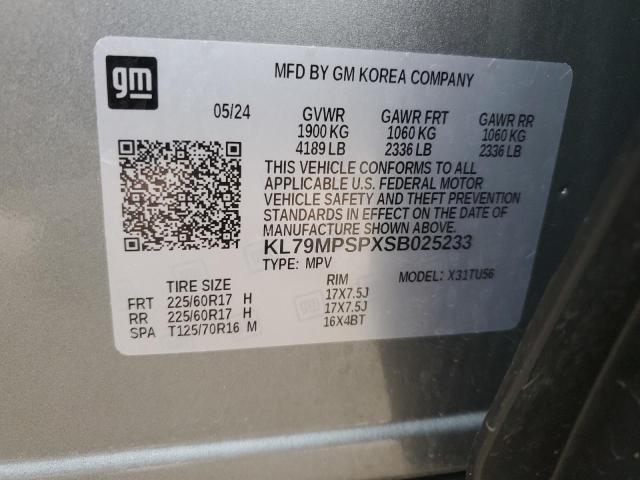 gm
MFD BY GM KOREA COMPANY
05/24 GVWR GAWR FRT GAWR RR
1900 KG 1060 KG 1060 KG
4189 LB 2336 LB 2336 LB
THIS VEHICLE CONFORMS TO ALL
APPLICABLE U.S. FEDERAL MOTOR
VEHICLE SAFETY AND THEFT PREVENTION
STANDARDS IN EFFECT ON THE DATE OF
MANUFACTURE SHOWN ABOVE.
KL79MPSPXSB025233
TYPE: MPV MODEL: X31TU56
TIRE SIZE RIM
FRT 225/60R17 H 17X7.5J
RR 225/60R17 H 17X7.5J
SPA T125/70R16 M 16X4BT